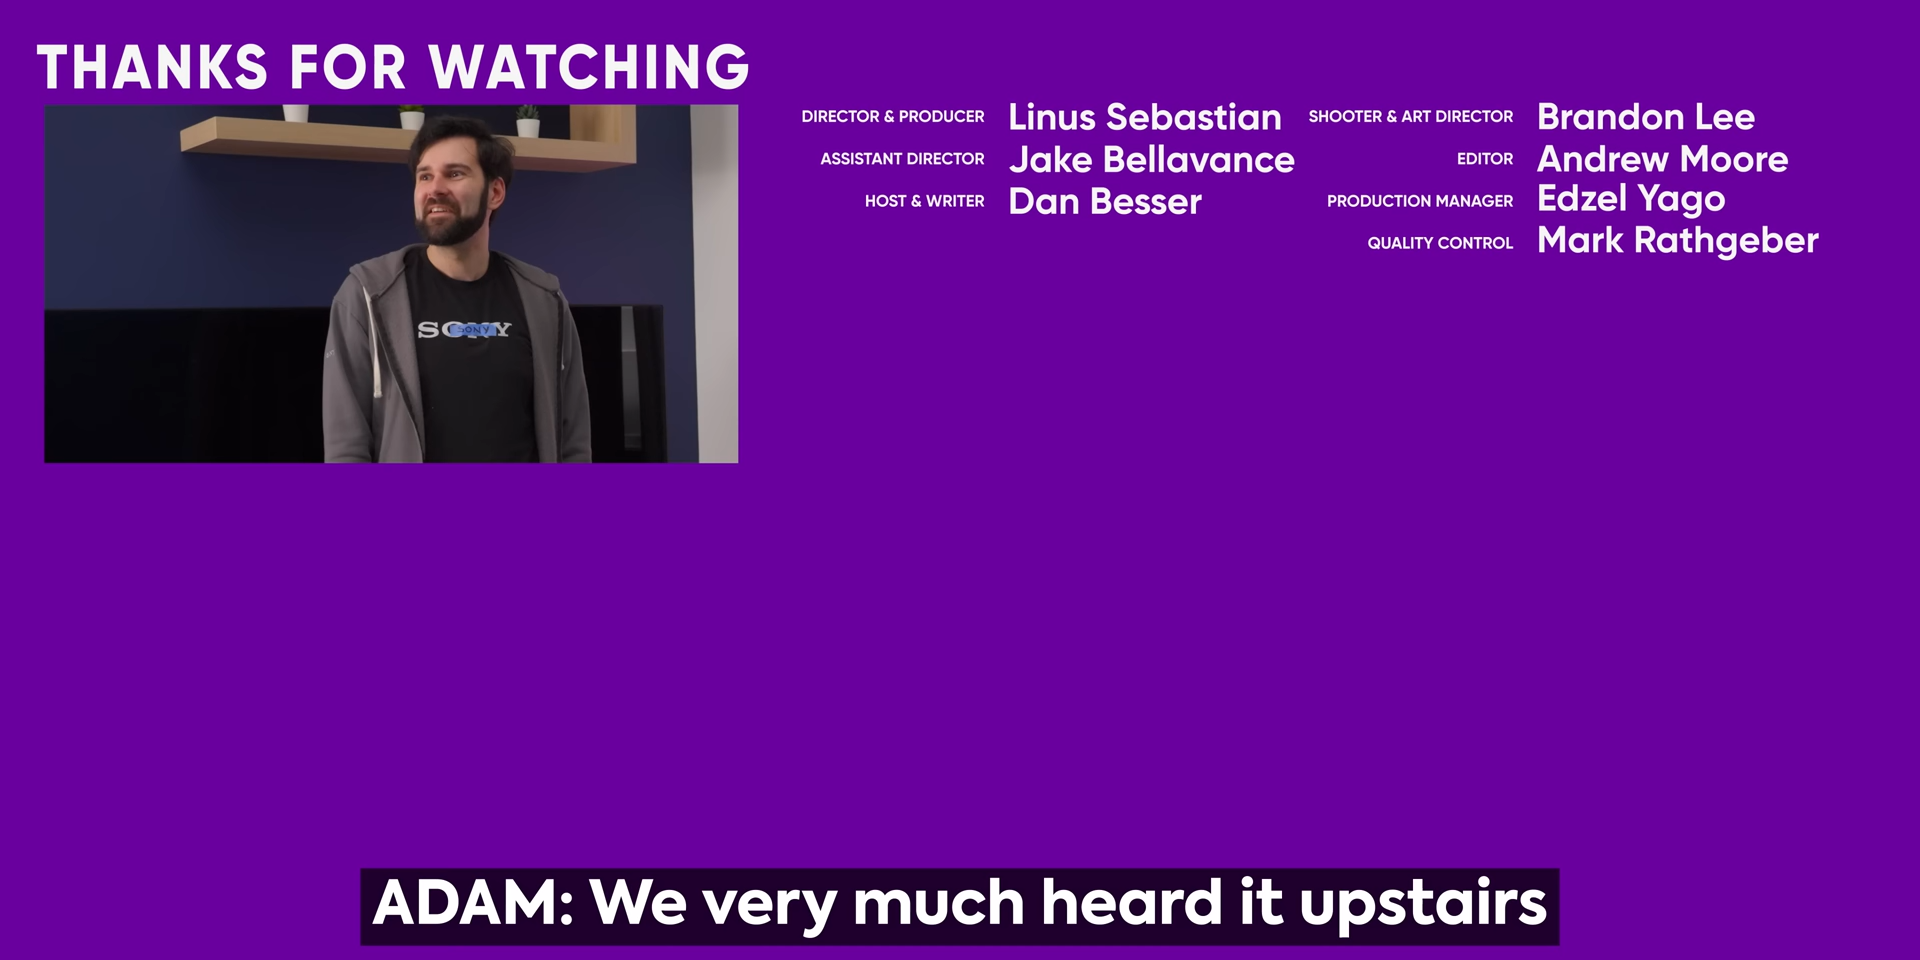 THANKS FOR WATCHING
DIRECTOR & PRODUCER Linus Sebastian
ASSISTANT DIRECTOR Jake Bellavance
HOST & WRITER Dan Besser
SHOOTER & ART DIRECTOR Brandon Lee
EDITOR Andrew Moore
PRODUCTION MANAGER Edzel Yago
QUALITY CONTROL Mark Rathgeber
SONY
SONY
ADAM: We very much heard it upstairs